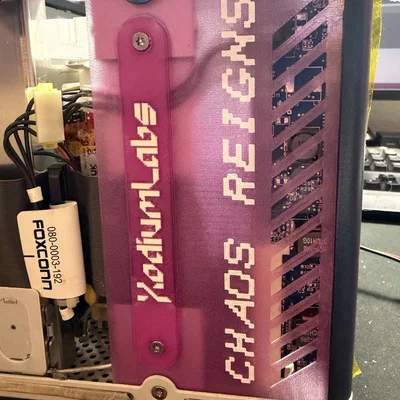 XodiumLabs
CHAOS REIGNS
080-0003-192
FOXCONN